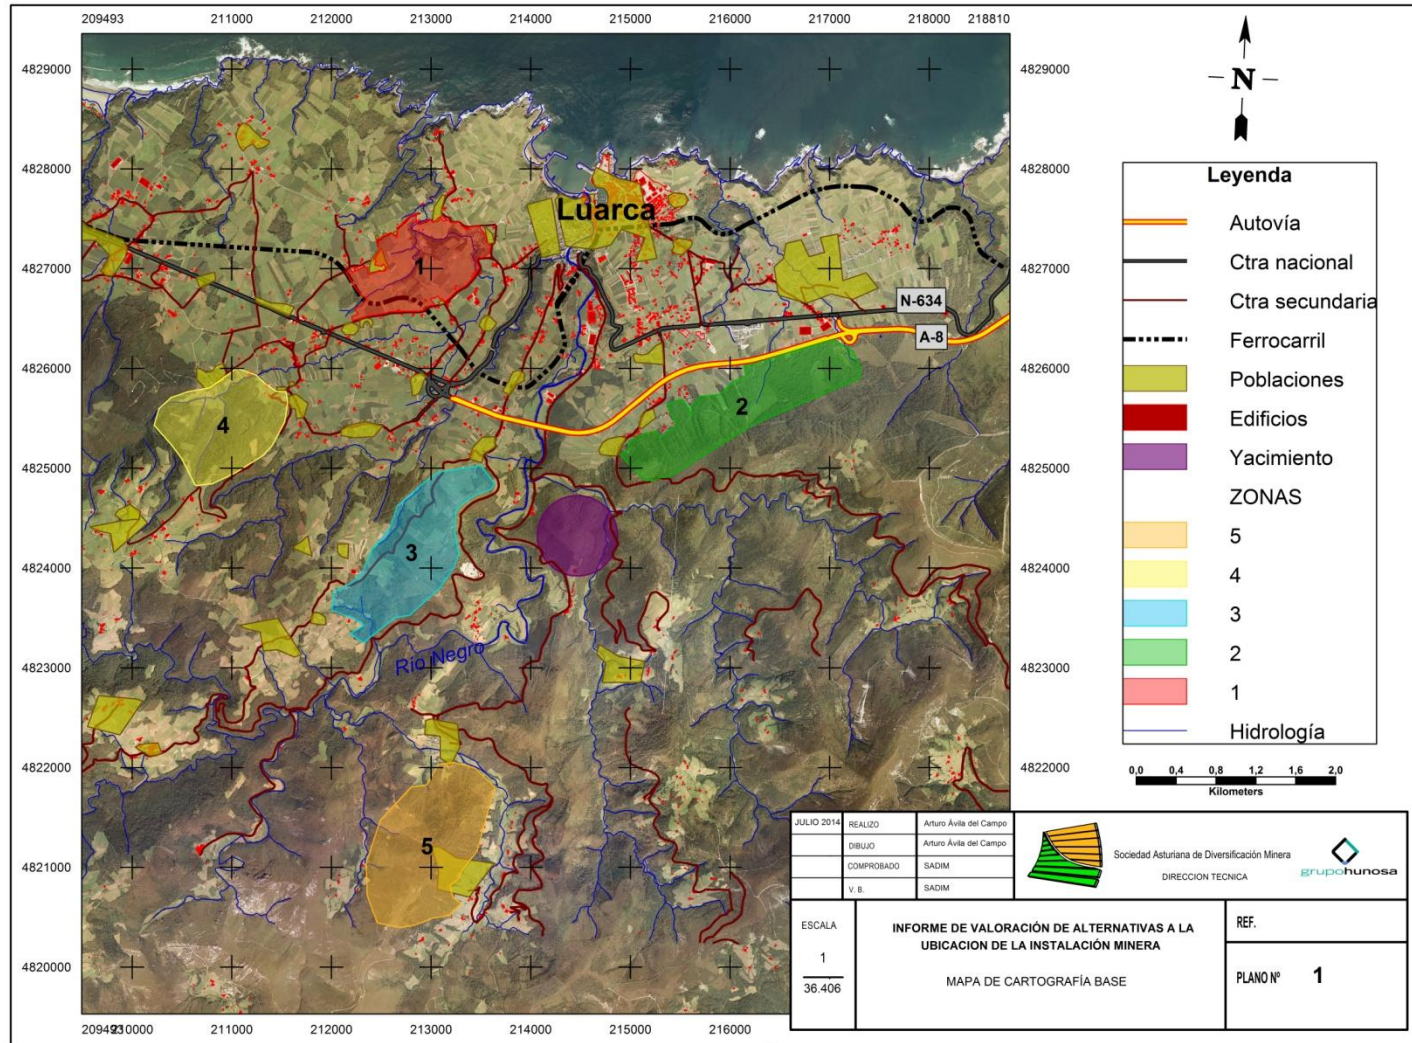 209493 211000 212000 213000 214000 215000 216000 217000 218000 218810
4829000
4828000
4827000
4826000
4825000
4824000
4823000
4822000
4821000
4820000
Luarca
1
N-634
A-8
2
4
3
Río Negro
5
4829000
4828000
4827000
4826000
4825000
4824000
4823000
4822000
209493 210000 211000 212000 213000 214000 215000 216000
N
Leyenda
Autovía
Ctra nacional
Ctra secundaria
Ferrocarril
Poblaciones
Edificios
Yacimiento
ZONAS
5
4
3
2
1
Hidrología
0,0 0,4 0,8 1,2 1,6 2,0
Kilometers
JULIO 2014 REALIZO Arturo Ávila del Campo
DIBUJO Arturo Ávila del Campo
COMPROBADO SADIM
V. B. SADIM
Sociedad Asturiana de Diversificación Minera
DIRECCION TECNICA
grupohunosa
ESCALA
1
36.406
INFORME DE VALORACIÓN DE ALTERNATIVAS A LA
UBICACION DE LA INSTALACIÓN MINERA
MAPA DE CARTOGRAFÍA BASE
REF.
PLANO Nº 1